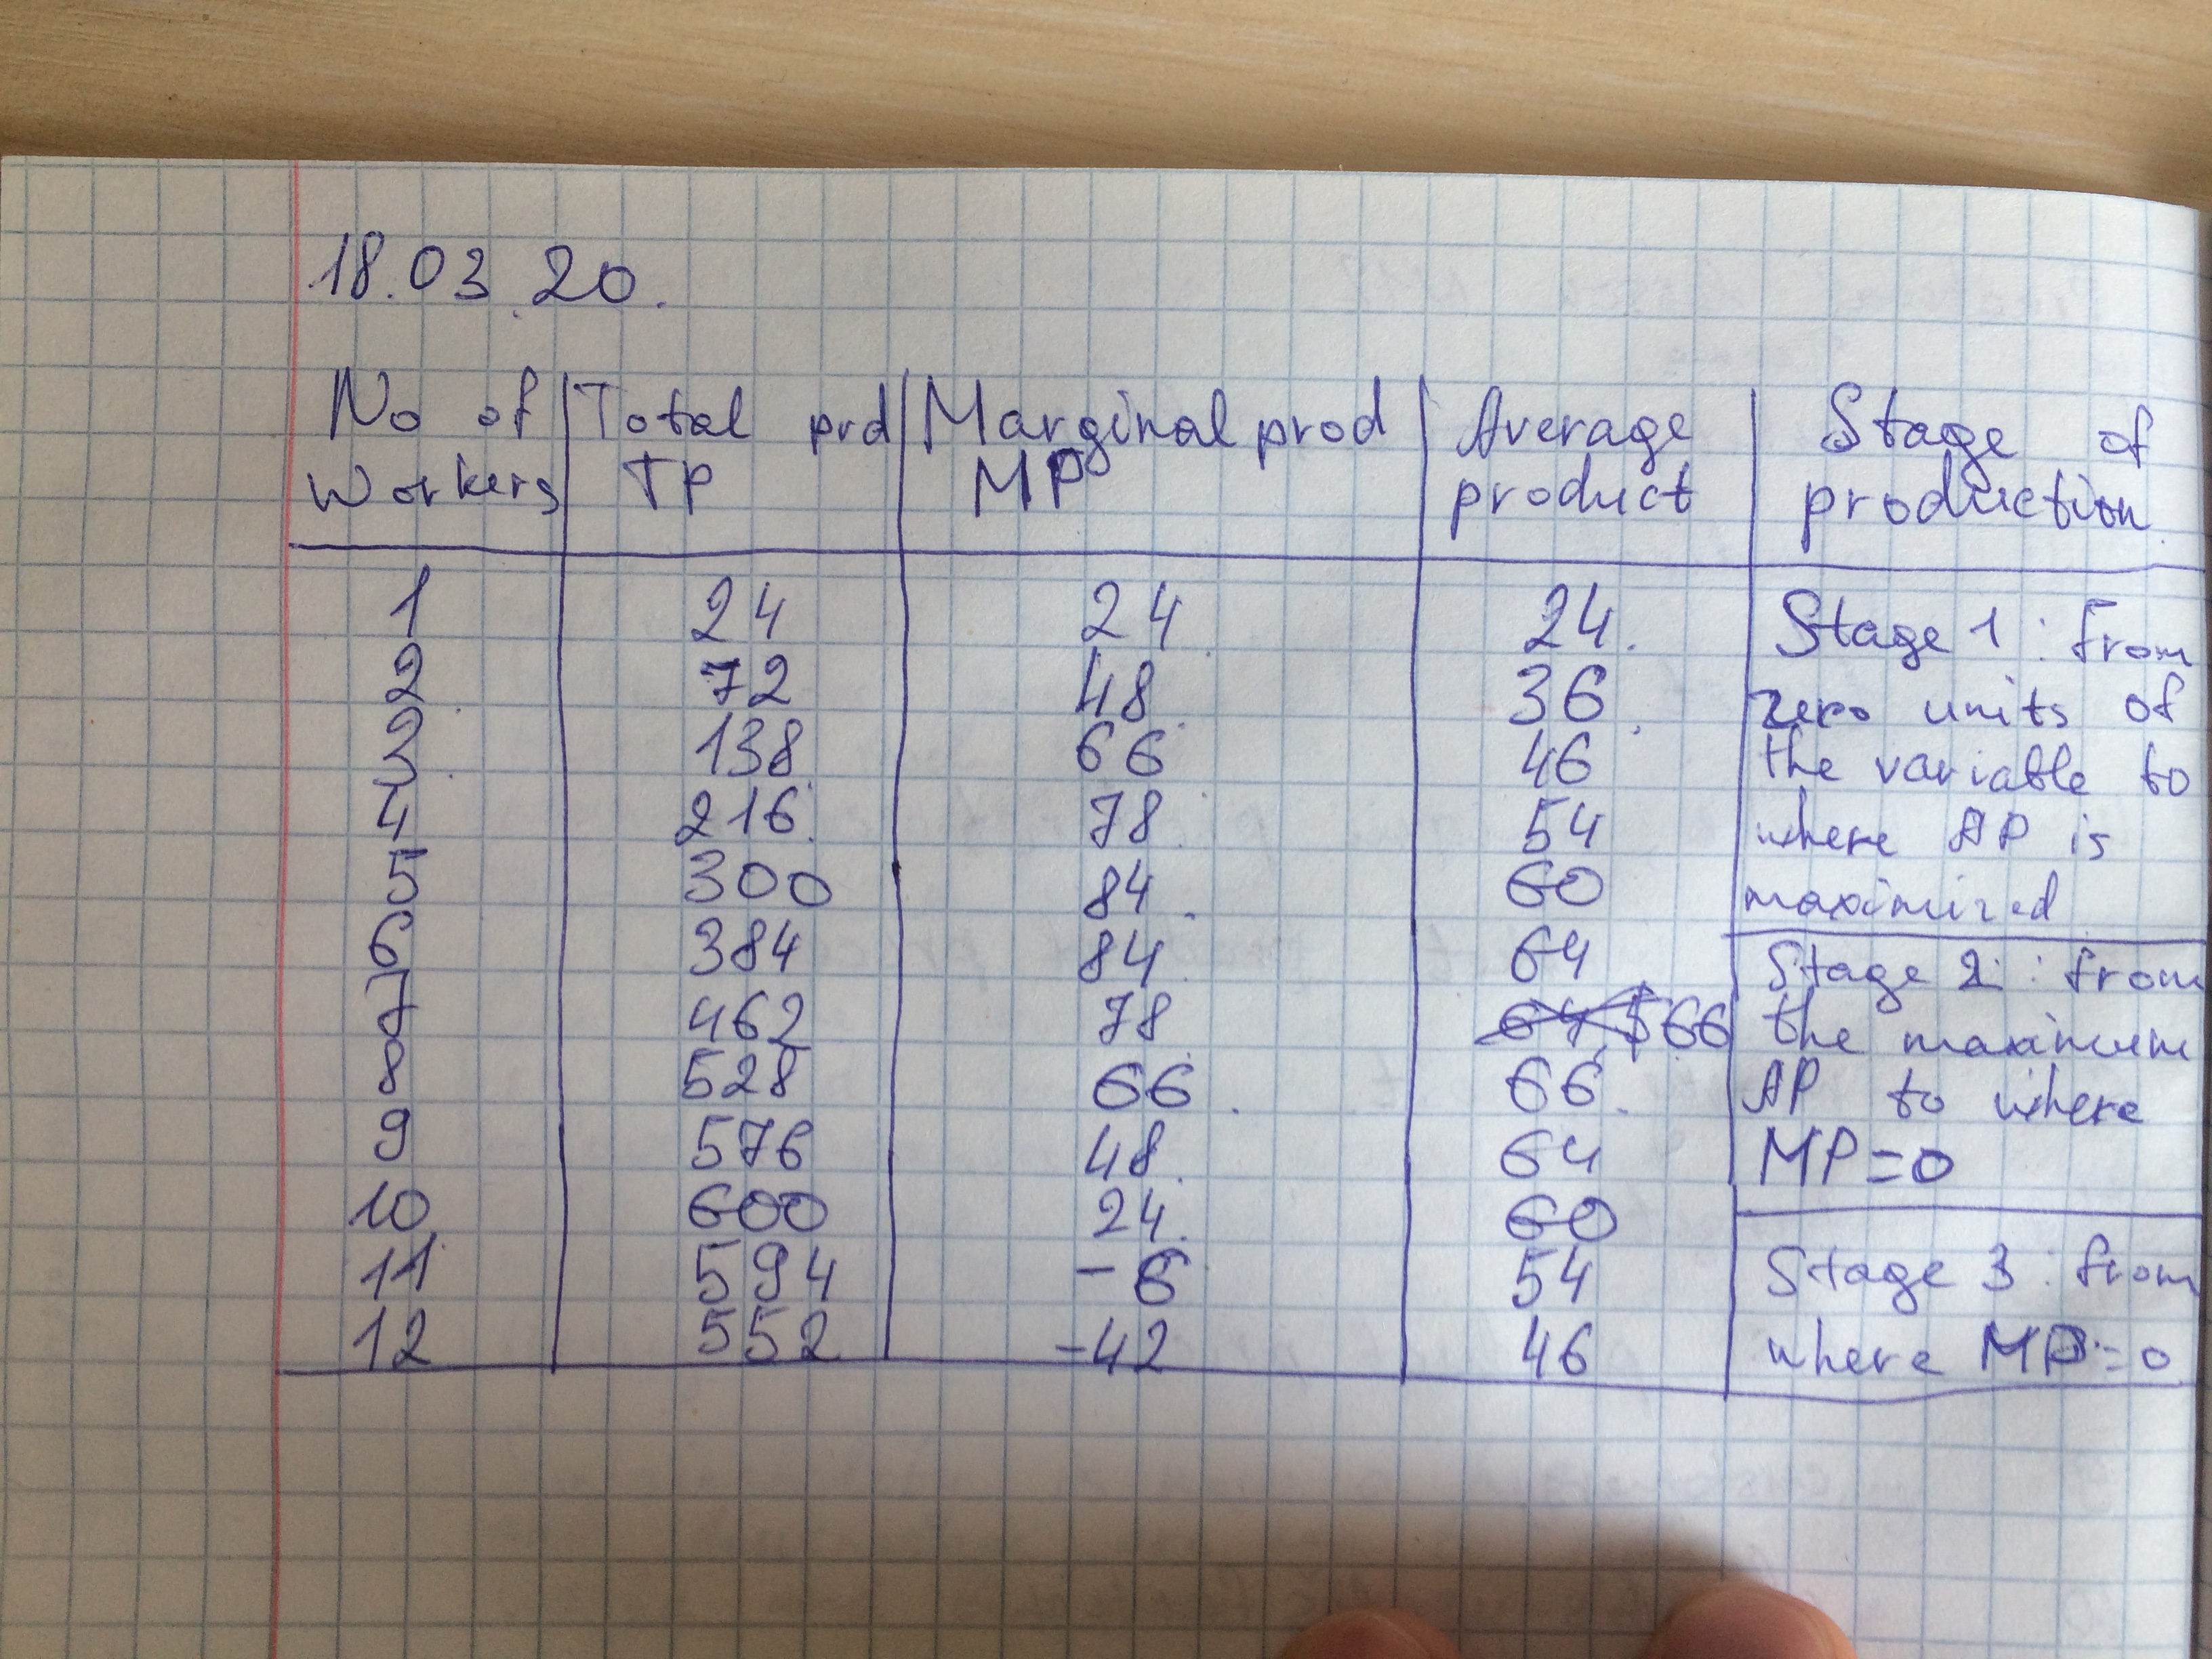 18.03.20.
No of | Total prd | Marginal prod | Average | Stage of
workers | TP | MP | product | production
1 | 24 | 24 | 24. | Stage 1: from
2 | 72 | 48 | 36 | zero units of
3 | 138 | 66 | 46 | the variable to
4 | 216 | 78 | 54 | where AP is
5 | 300 | 84 | 60 | maximized
6 | 384 | 84 | 64 | Stage 2: from
7 | 462 | 78 | 66 | the maximum
8 | 528 | 66 | 66 | AP to where
9 | 576 | 48 | 64 | MP=0
10 | 600 | 24 | 60
11 | 594 | -6 | 54 | Stage 3: from
12 | 552 | -42 | 46 | where MP=0